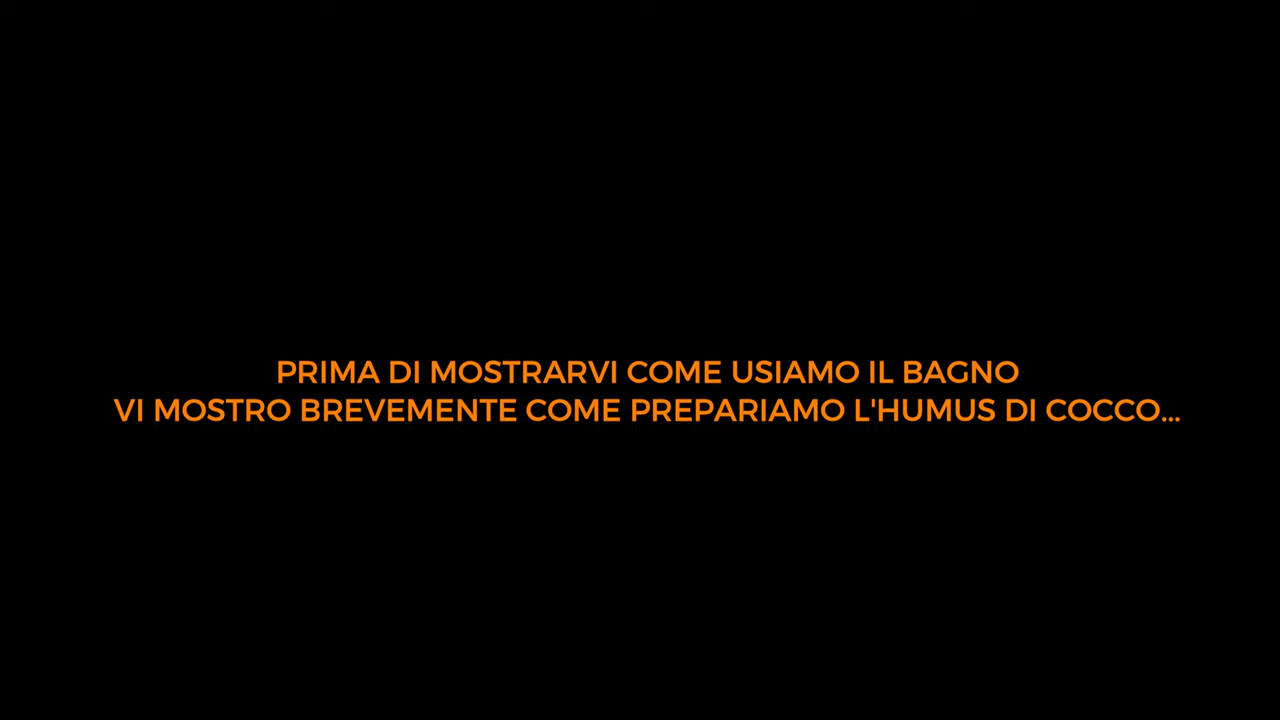 PRIMA DI MOSTRARVI COME USIAMO IL BAGNO
VI MOSTRO BREVEMENTE COME PREPARIAMO L'HUMUS DI COCCO...